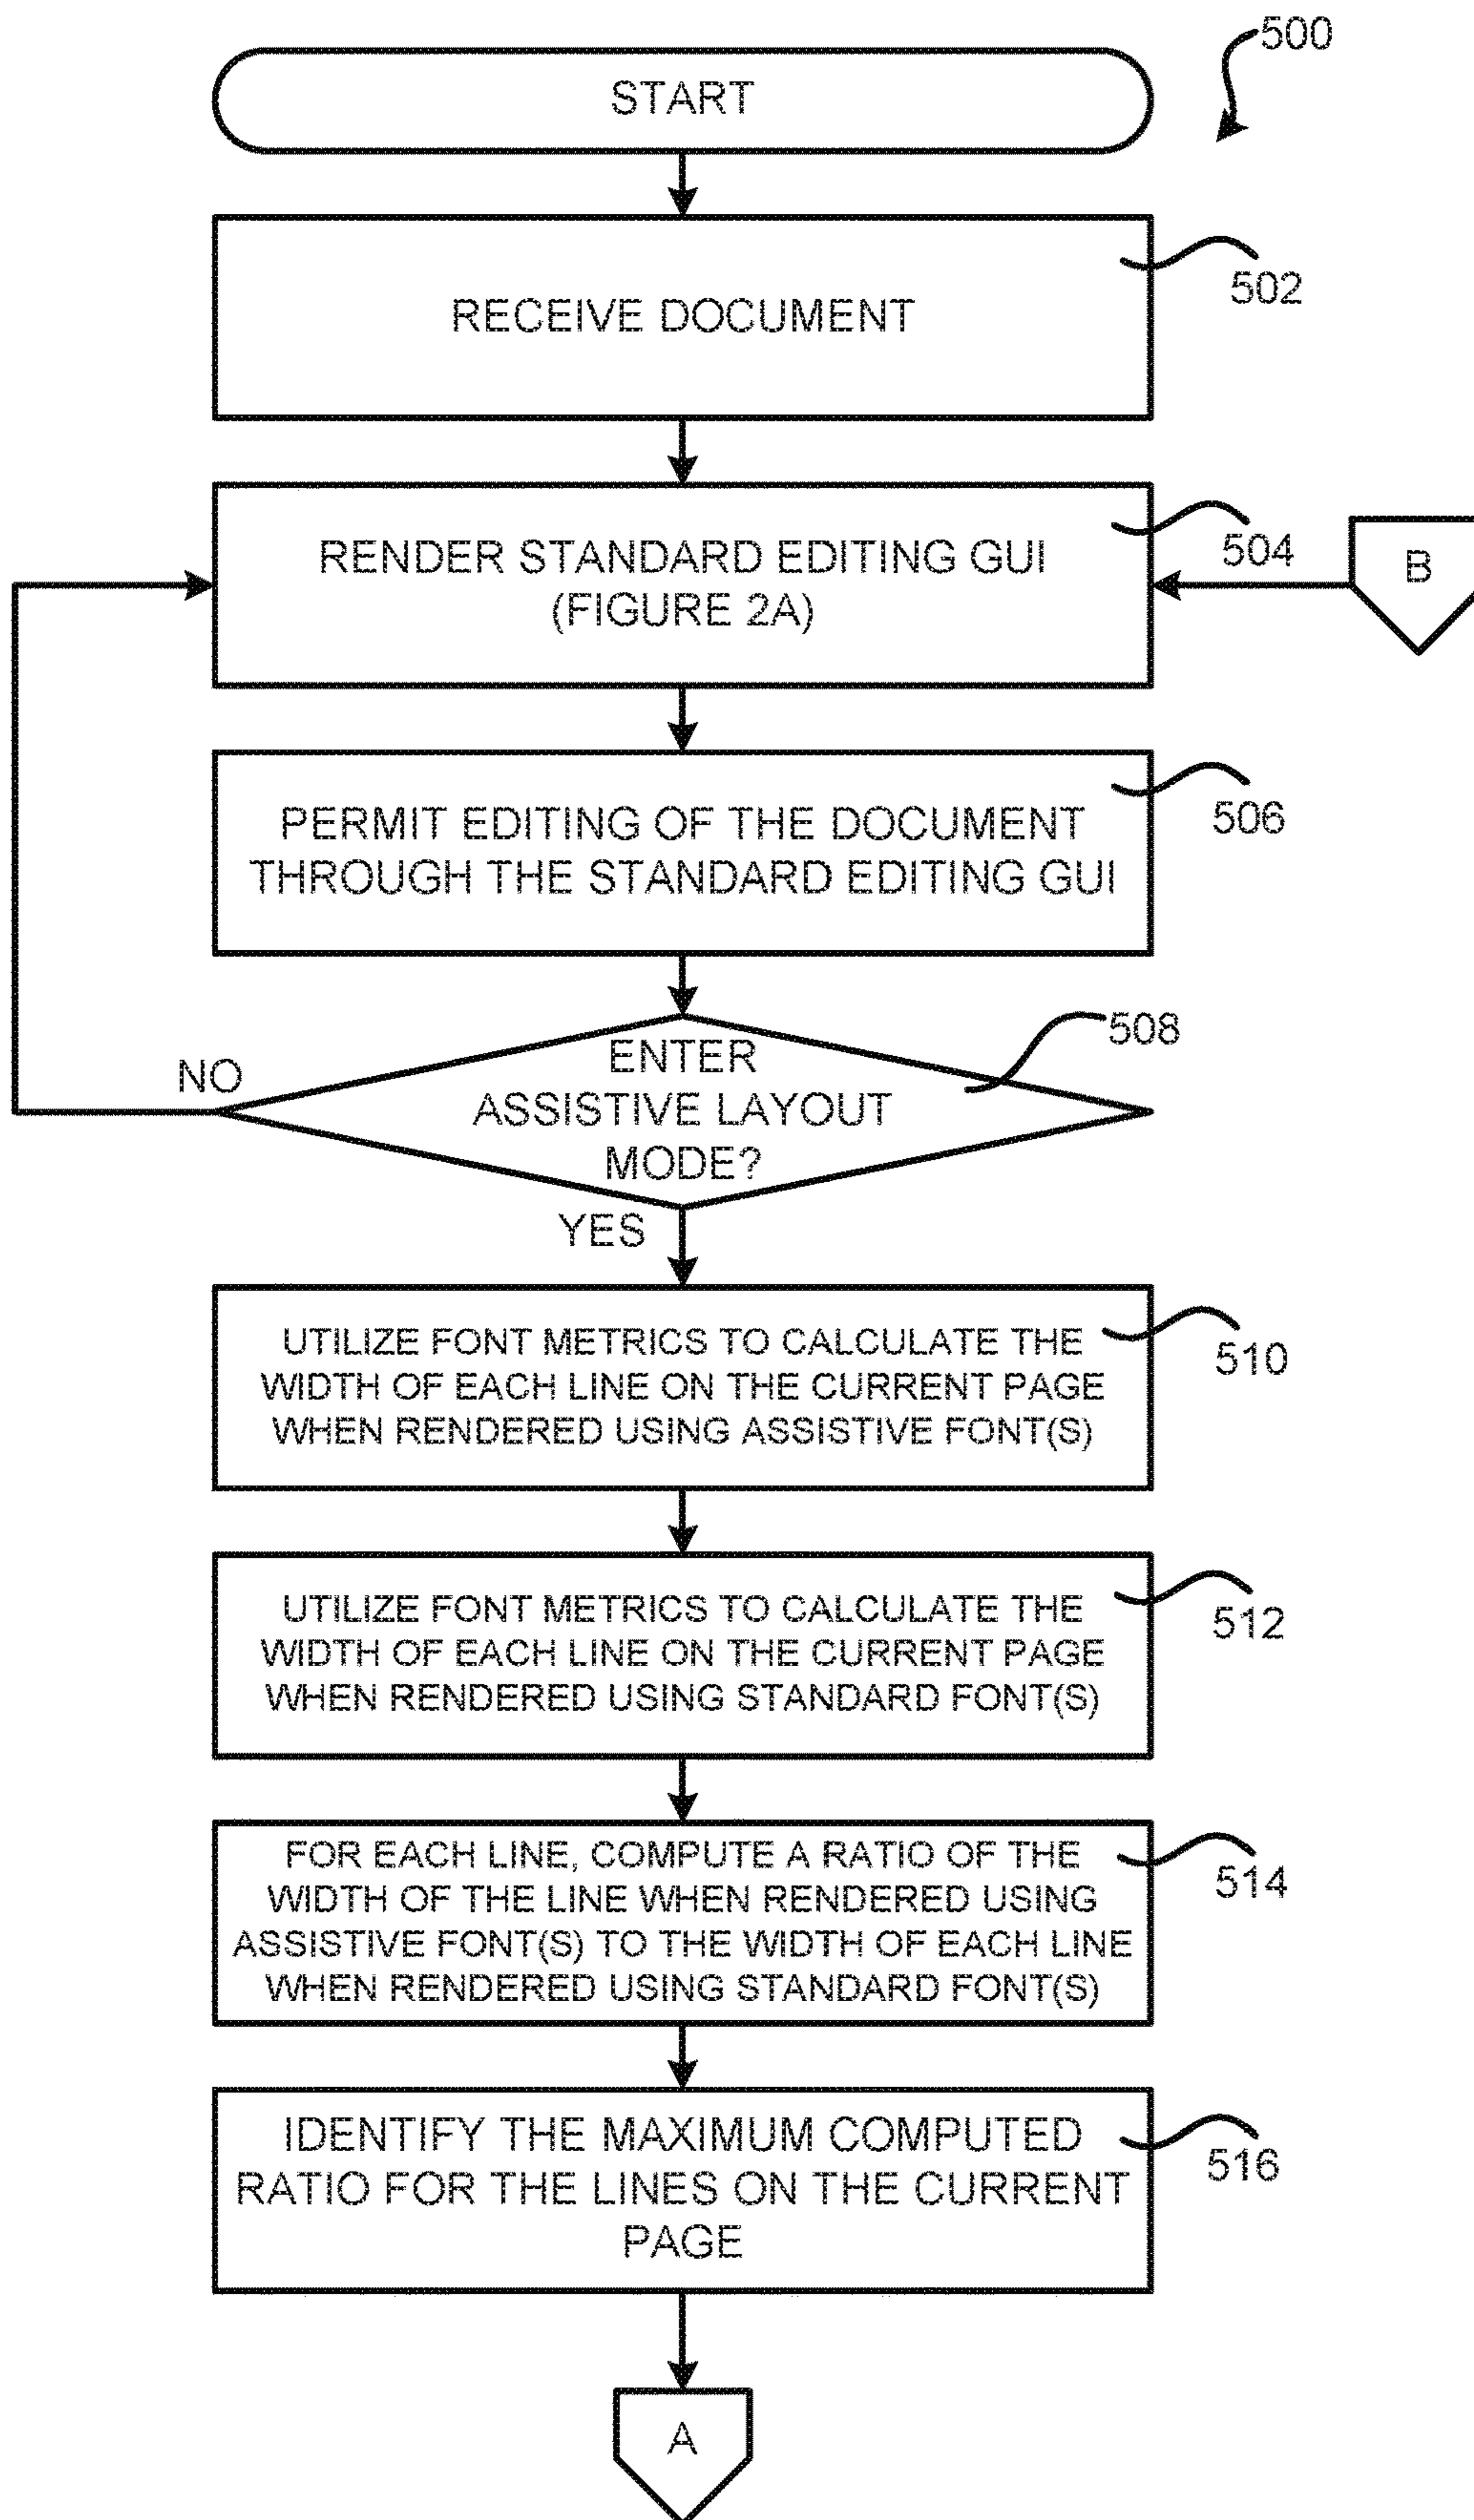 500
START
RECEIVE DOCUMENT
502
RENDER STANDARD EDITING GUI
(FIGURE 2A)
504
B
PERMIT EDITING OF THE DOCUMENT
THROUGH THE STANDARD EDITING GUI
506
ENTER
ASSISTIVE LAYOUT
MODE?
508
NO
YES
UTILIZE FONT METRICS TO CALCULATE THE
WIDTH OF EACH LINE ON THE CURRENT PAGE
WHEN RENDERED USING ASSISTIVE FONT(S)
510
UTILIZE FONT METRICS TO CALCULATE THE
WIDTH OF EACH LINE ON THE CURRENT PAGE
WHEN RENDERED USING STANDARD FONT(S)
512
FOR EACH LINE, COMPUTE A RATIO OF THE
WIDTH OF THE LINE WHEN RENDERED USING
ASSISTIVE FONT(S) TO THE WIDTH OF EACH LINE
WHEN RENDERED USING STANDARD FONT(S)
514
IDENTIFY THE MAXIMUM COMPUTED
RATIO FOR THE LINES ON THE CURRENT
PAGE
516
A